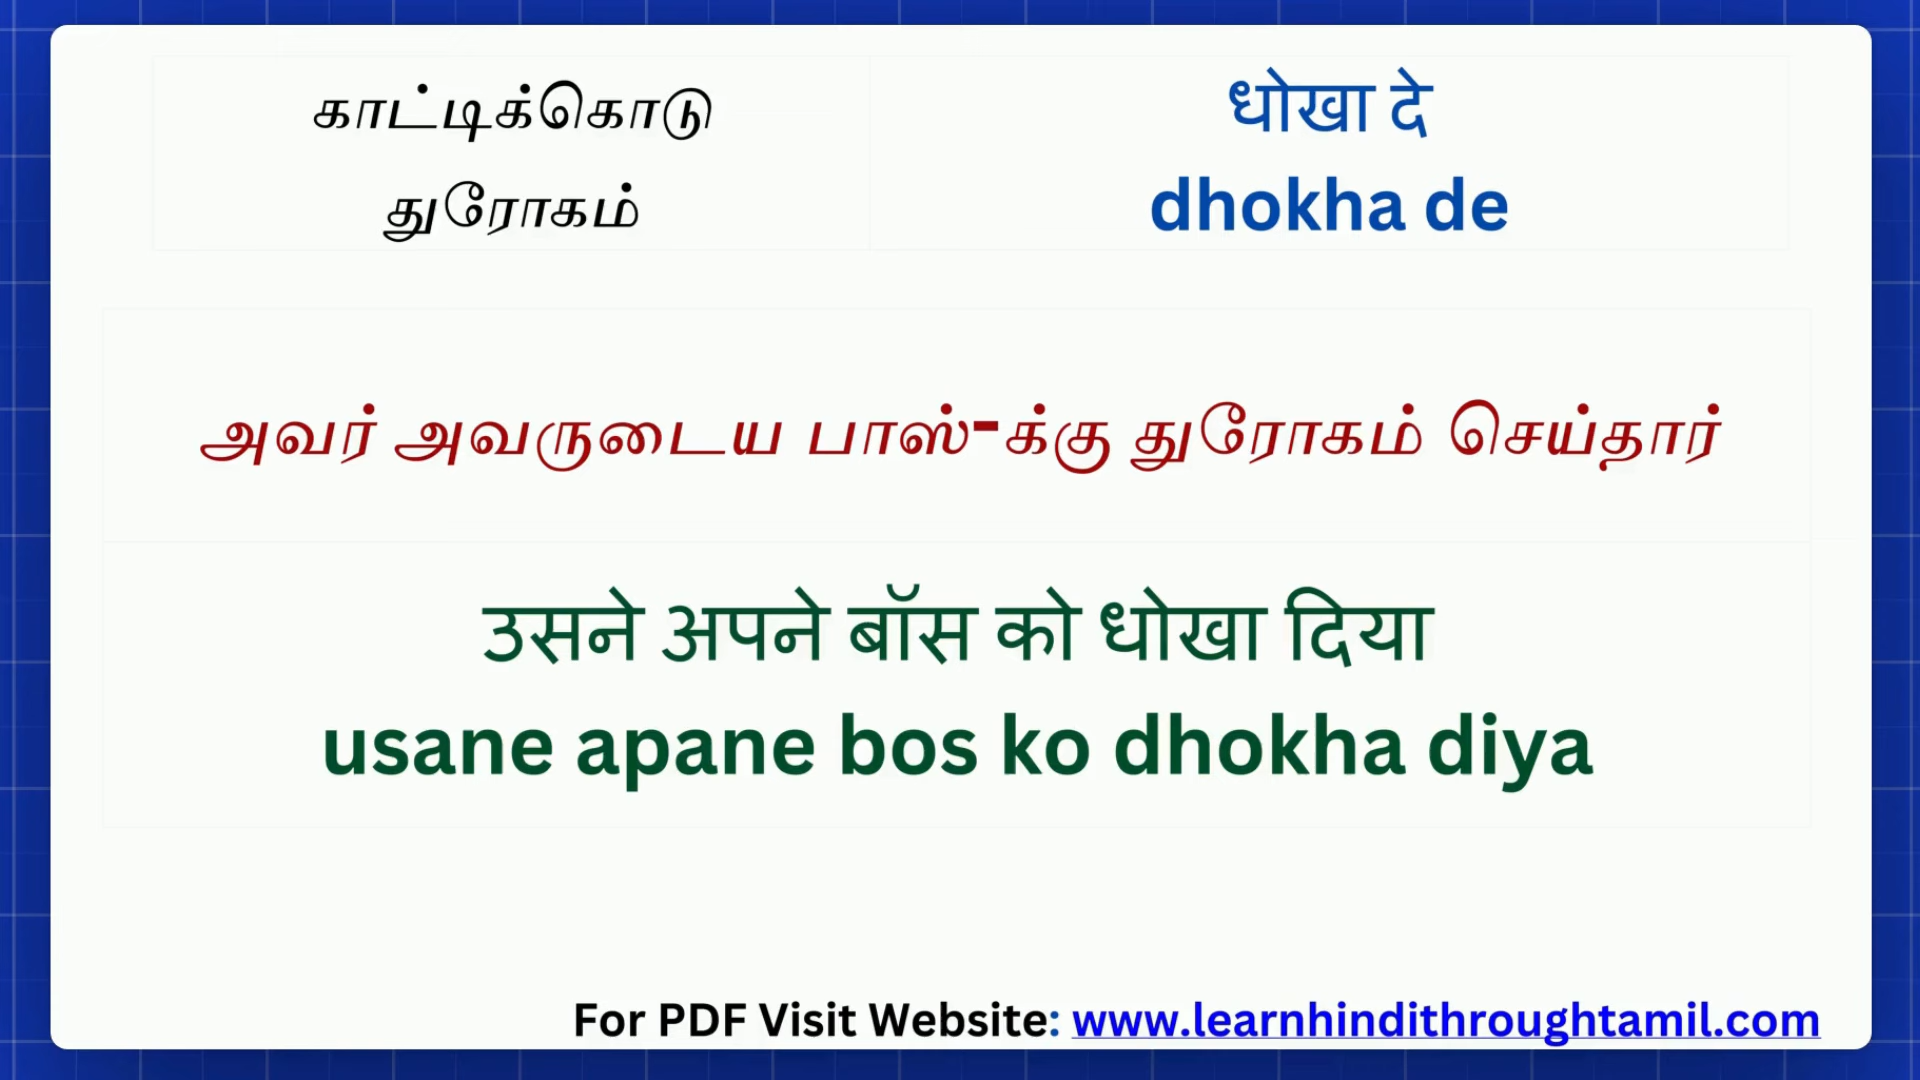 காட்டிக்கொடு
துரோகம்
धोखा दे
dhokha de
அவர் அவருடைய பாஸ்-க்கு துரோகம் செய்தார்
उसने अपने बॉस को धोखा दिया
usane apane bos ko dhokha diya
For PDF Visit Website: www.learnhindithroughtamil.com